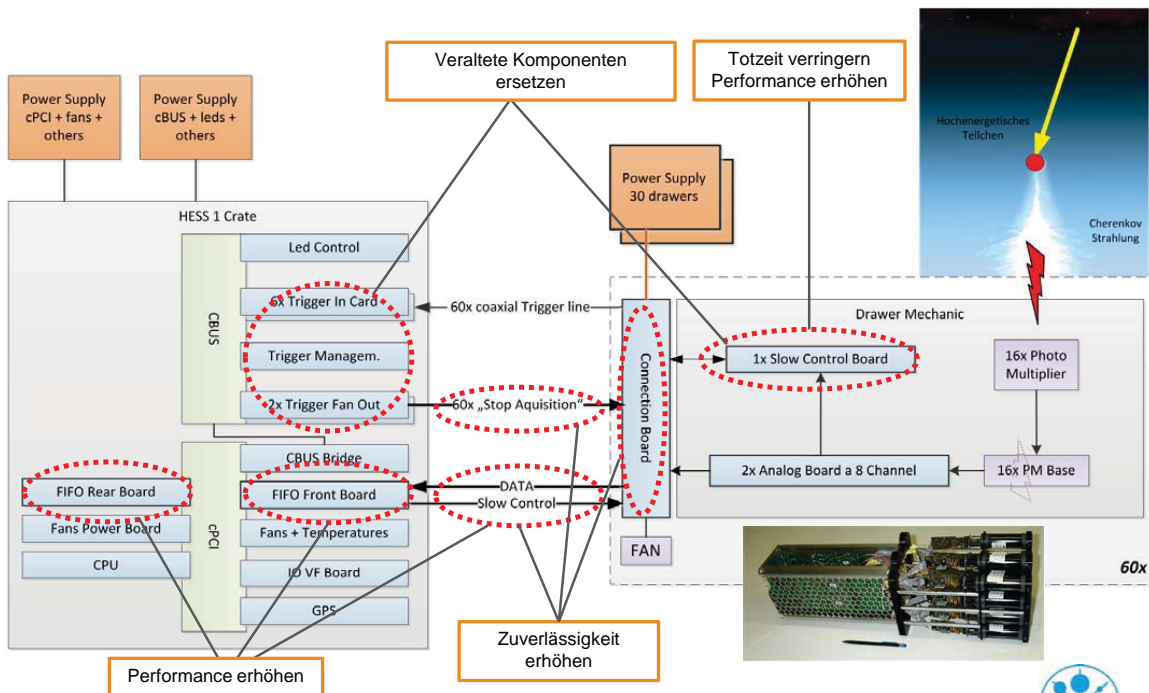 Veraltete Komponenten
ersetzen
Totzeit verringern
Performance erhöhen
Power Supply
cPCI + fans +
others
Power Supply
cBUS + leds +
others
Hochenergetisches
Teilchen
Cherenkov
Strahlung
Power Supply
30 drawers
HESS 1 Crate
CBUS
Led Control
6x Trigger In Card
Trigger Managem.
2x Trigger Fan Out
60x coaxial Trigger line
60x „Stop Aquisition“
Connection Board
Drawer Mechanic
1x Slow Control Board
16x Photo
Multiplier
2x Analog Board a 8 Channel
16x PM Base
CBUS Bridge
cPCI
FIFO Rear Board
FIFO Front Board
DATA
Slow Control
Fans Power Board
Fans + Temperatures
CPU
IO VF Board
GPS
FAN
60x
Zuverlässigkeit
erhöhen
Performance erhöhen